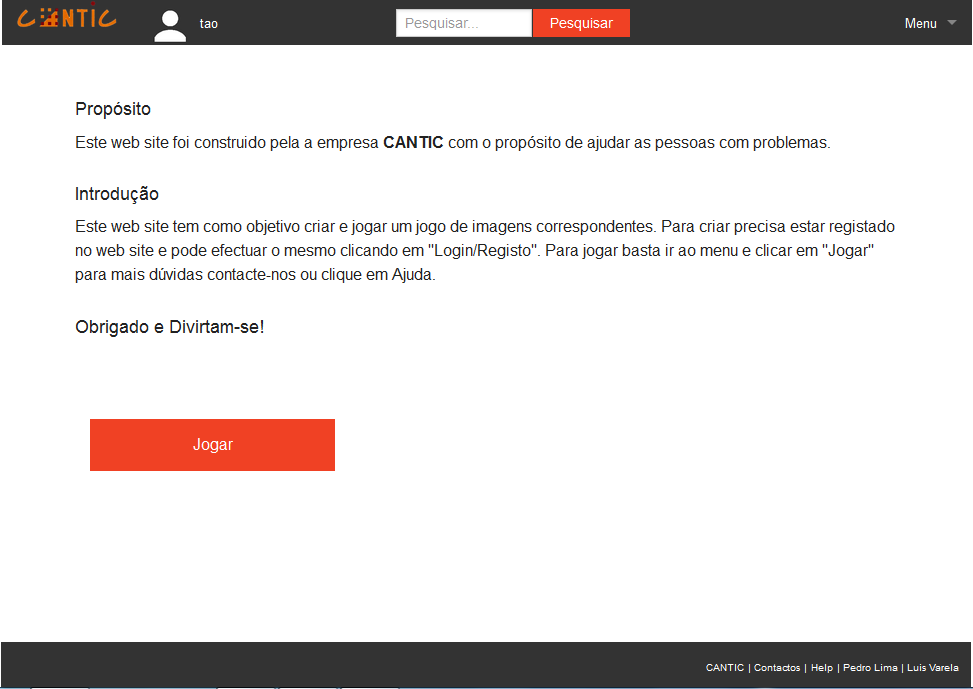 CANTIC
tao
Pesquisar...
Pesquisar
Menu
Propósito
Este web site foi construido pela a empresa CANTIC com o propósito de ajudar as pessoas com problemas.
Introdução
Este web site tem como objetivo criar e jogar um jogo de imagens correspondentes. Para criar precisa estar registado
no web site e pode efectuar o mesmo clicando em "Login/Registo". Para jogar basta ir ao menu e clicar em "Jogar"
para mais dúvidas contacte-nos ou clique em Ajuda.
Obrigado e Divirtam-se!
Jogar
CANTIC | Contactos | Help | Pedro Lima | Luis Varela